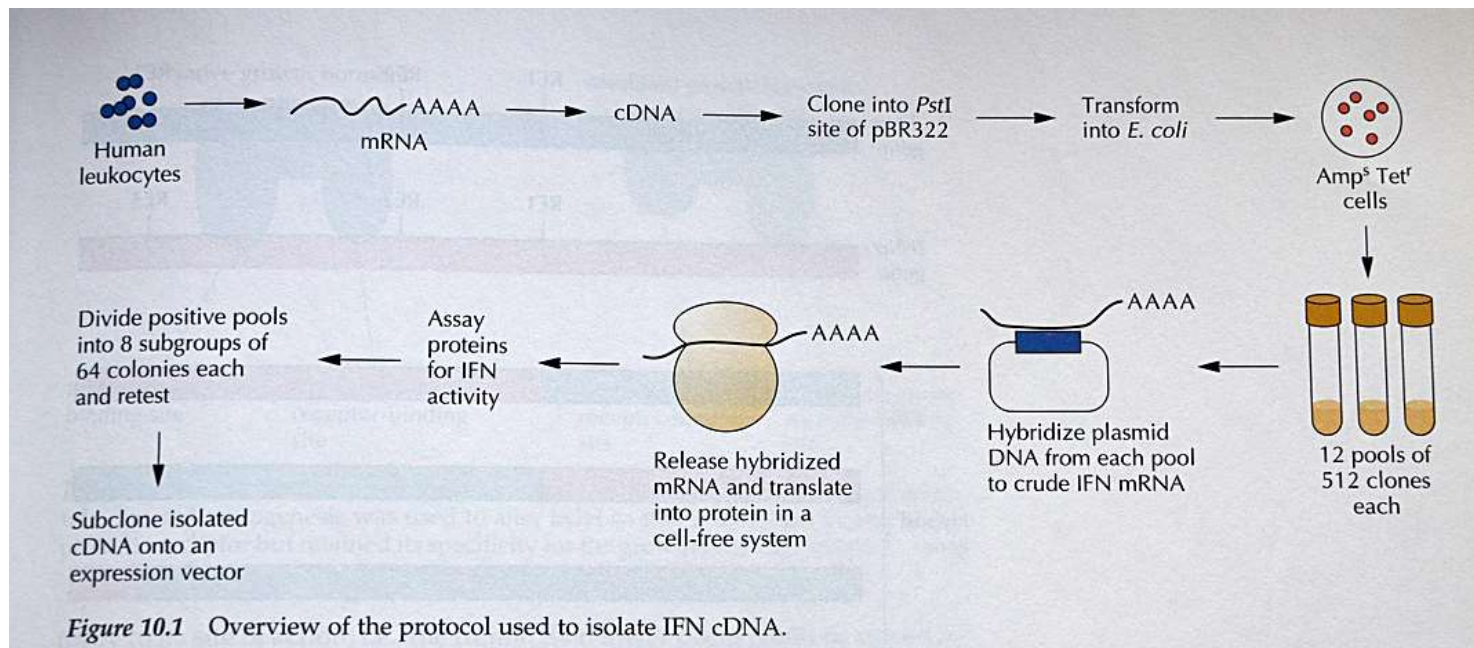 Human
leukocytes
AAAA
mRNA
cDNA
Clone into PstI
site of pBR322
Transform
into E. coli
Ampˢ Tetʳ
cells
12 pools of
512 clones
each
AAAA
Hybridize plasmid
DNA from each pool
to crude IFN mRNA
AAAA
Release hybridized
mRNA and translate
into protein in a
cell-free system
Assay
proteins
for IFN
activity
Divide positive pools
into 8 subgroups of
64 colonies each
and retest
Subclone isolated
cDNA onto an
expression vector
Figure 10.1 Overview of the protocol used to isolate IFN cDNA.